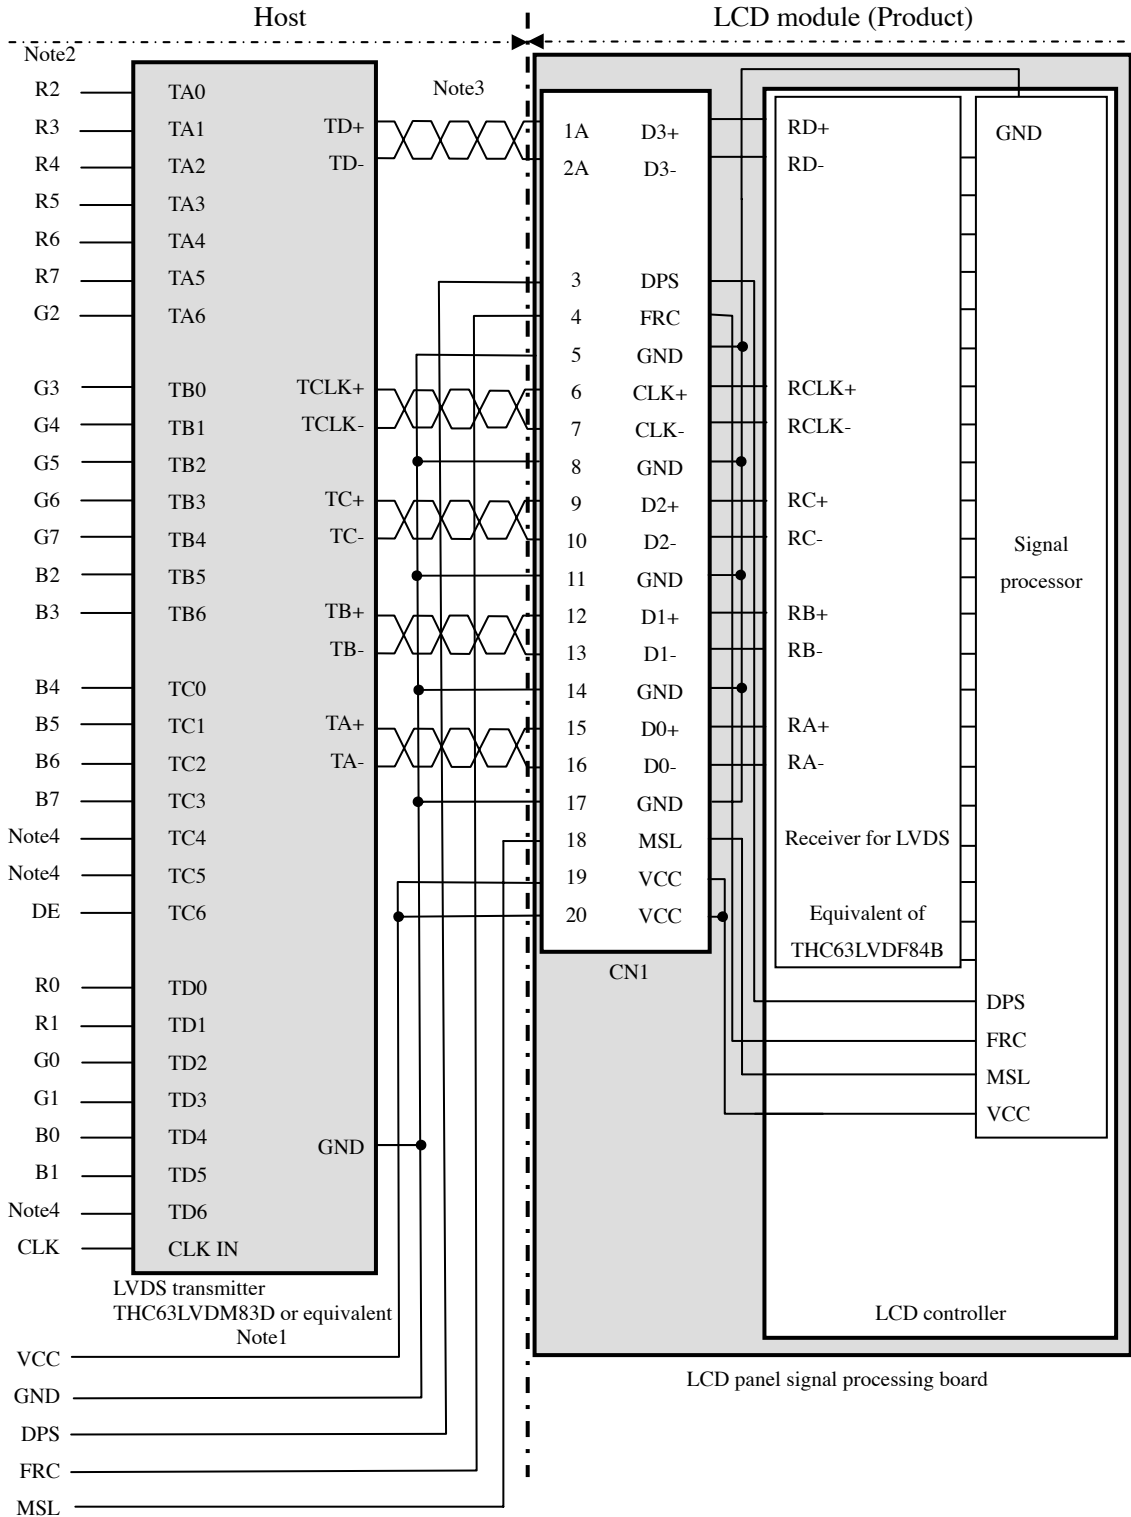 Host
LCD module (Product)
Note2
R2
R3
R4
R5
R6
R7
G2
G3
G4
G5
G6
G7
B2
B3
B4
B5
B6
B7
Note4
Note4
DE
R0
R1
G0
G1
B0
B1
Note4
CLK
TA0
TA1
TA2
TA3
TA4
TA5
TA6
TB0
TB1
TB2
TB3
TB4
TB5
TB6
TC0
TC1
TC2
TC3
TC4
TC5
TC6
TD0
TD1
TD2
TD3
TD4
TD5
TD6
CLK IN
TD+
TD-
TCLK+
TCLK-
TC+
TC-
TB+
TB-
TA+
TA-
GND
Note3
1A D3+
2A D3-
3 DPS
4 FRC
5 GND
6 CLK+
7 CLK-
8 GND
9 D2+
10 D2-
11 GND
12 D1+
13 D1-
14 GND
15 D0+
16 D0-
17 GND
18 MSL
19 VCC
20 VCC
CN1
RD+
RD-
RCLK+
RCLK-
RC+
RC-
RB+
RB-
RA+
RA-
Receiver for LVDS
Equivalent of
THC63LVDF84B
GND
Signal
processor
DPS
FRC
MSL
VCC
LCD controller
LCD panel signal processing board
LVDS transmitter
THC63LVDM83D or equivalent
Note1
VCC
GND
DPS
FRC
MSL